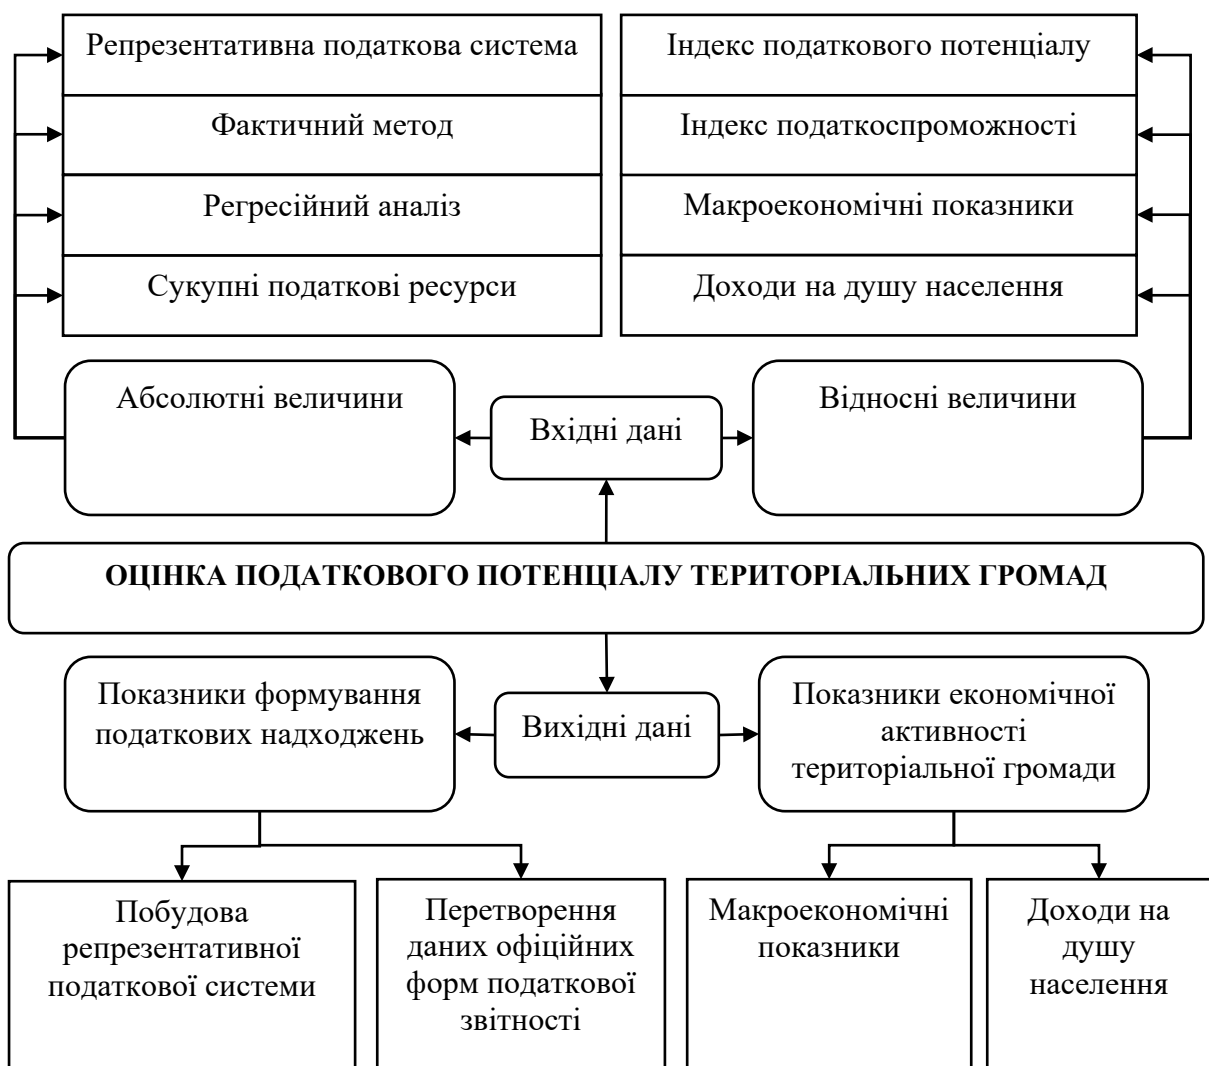 Репрезентативна податкова система
Індекс податкового потенціалу
Фактичний метод
Індекс податкоспроможності
Регресійний аналіз
Макроекономічні показники
Сукупні податкові ресурси
Доходи на душу населення
Абсолютні величини
Вхідні дані
Відносні величини
ОЦІНКА ПОДАТКОВОГО ПОТЕНЦІАЛУ ТЕРИТОРІАЛЬНИХ ГРОМАД
Показники формування
податкових надходжень
Вихідні дані
Показники економічної
активності
територіальної громади
Побудова
репрезентативної
податкової системи
Перетворення
даних офіційних
форм податкової
звітності
Макроекономічні
показники
Доходи на
душу
населення